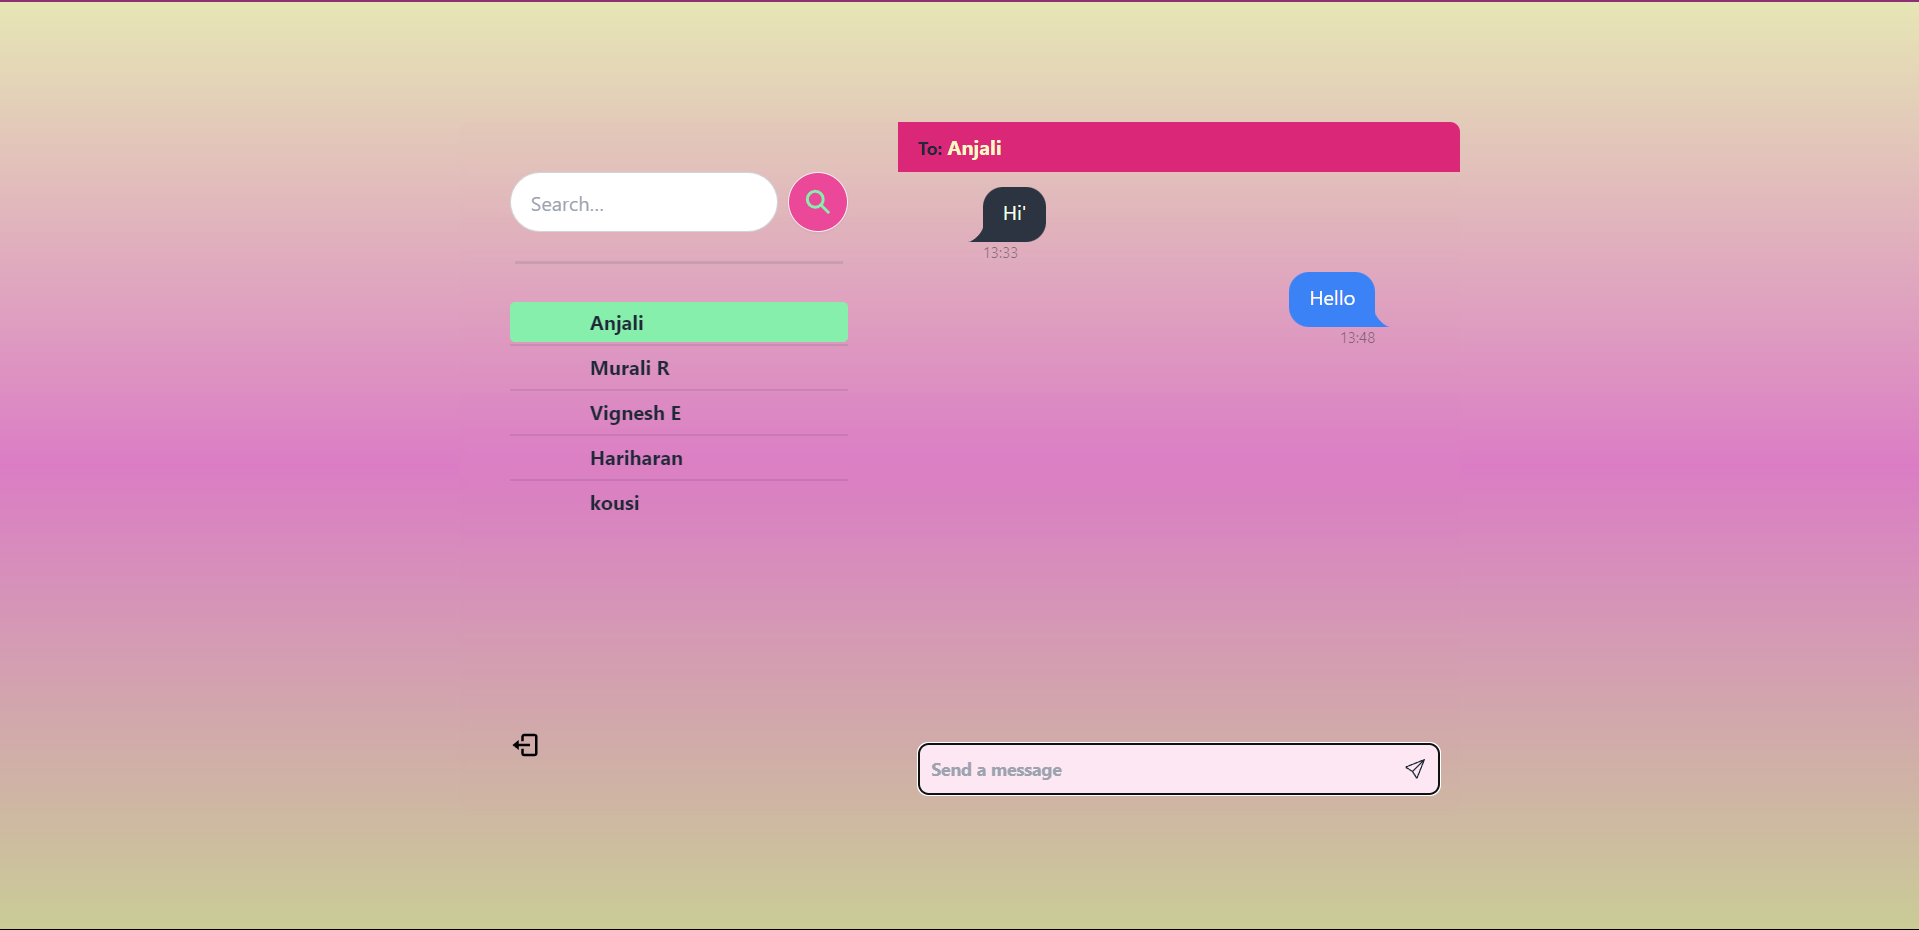 Search...
Anjali
Murali R
Vignesh E
Hariharan
kousi
To: Anjali
Hi'
13:33
Hello
13:48
Send a message